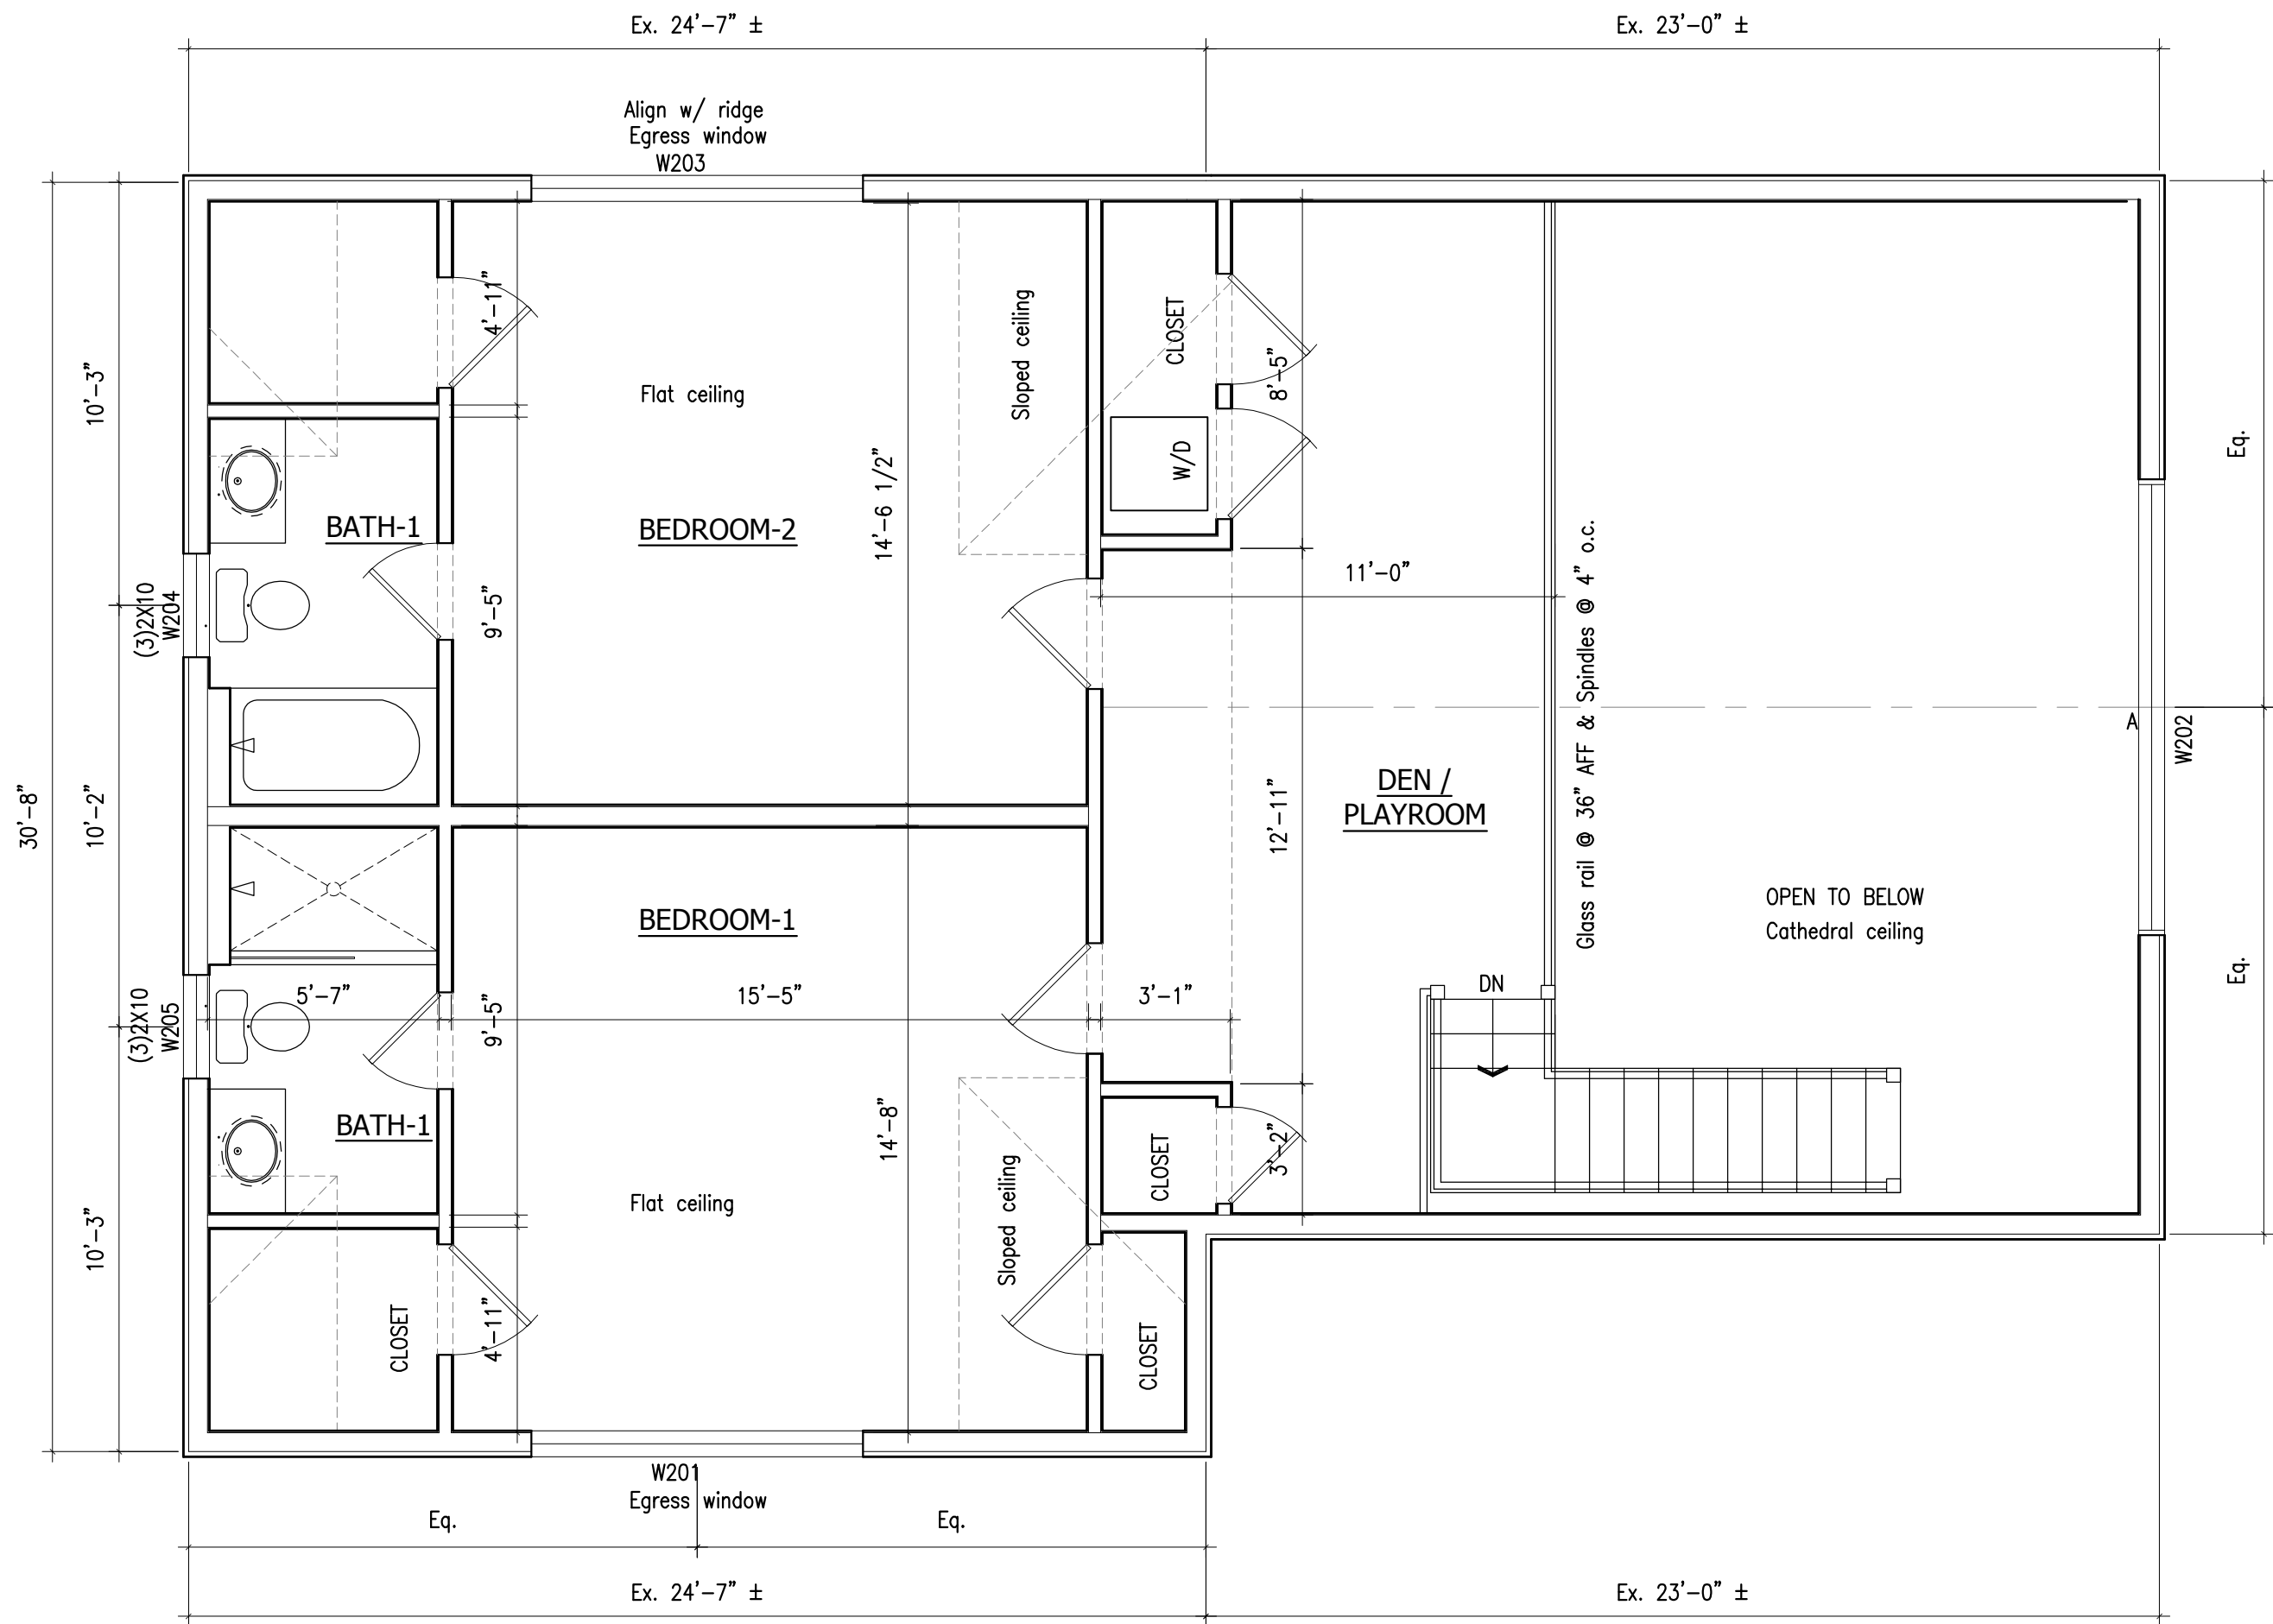 Ex. 24'-7" ±
Ex. 23'-0" ±
Align w/ ridge
Egress window
W203
4'-11"
Sloped ceiling
CLOSET
8'-5"
10'-3"
Flat ceiling
Eq.
14'-6 1/2"
W/D
BATH-1
BEDROOM-2
11'-0"
(3)2X10
W204
9'-5"
Glass rail @ 36" AFF & Spindles @ 4" o.c.
A
W202
30'-8"
10'-2"
12'-11"
DEN /
PLAYROOM
BEDROOM-1
OPEN TO BELOW
Cathedral ceiling
Eq.
DN
5'-7"
15'-5"
3'-1"
(3)2X10
W205
9'-5"
BATH-1
14'-8"
CLOSET
3'-2"
10'-3"
Flat ceiling
Sloped ceiling
CLOSET
4'-11"
CLOSET
W201
Egress window
Eq.
Eq.
Ex. 24'-7" ±
Ex. 23'-0" ±